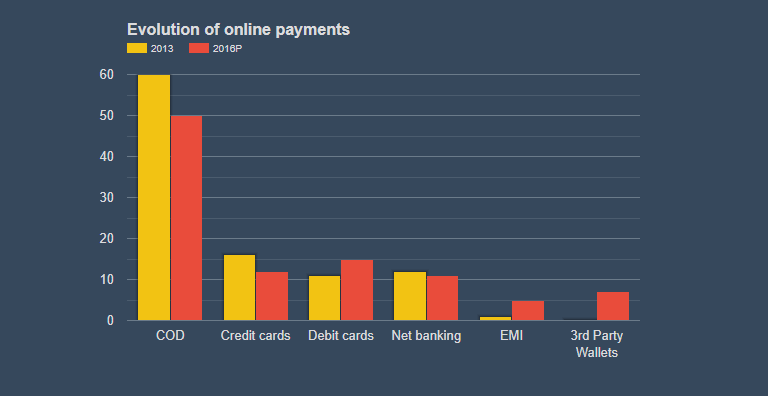 Evolution of online payments
2013 2016P
60
50
40
30
20
10
0
COD Credit cards Debit cards Net banking EMI 3rd Party
Wallets